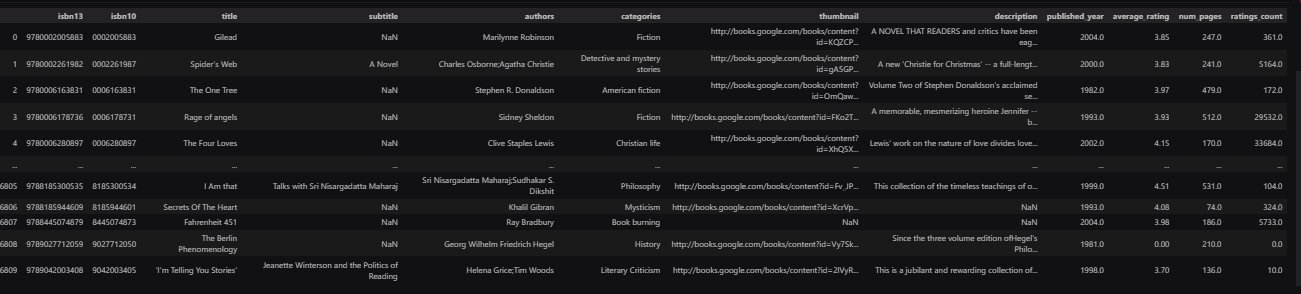 isbn13 isbn10 title subtitle authors categories thumbnail description published_year average_rating num_pages ratings_count
0 9780002005883 0002005883 Gilead NaN Marilynne Robinson Fiction http://books.google.com/books/content?id=KQZCP... A NOVEL THAT READERS and critics have been eag... 2004.0 3.85 247.0 361.0
1 9780002261982 0002261987 Spider's Web A Novel Charles Osborne;Agatha Christie Detective and mystery stories http://books.google.com/books/content?id=gA5GP... A new 'Christie for Christmas' -- a full-lengt... 2000.0 3.83 241.0 5164.0
2 9780006163831 0006163831 The One Tree NaN Stephen R. Donaldson American fiction http://books.google.com/books/content?id=OmQaw... Volume Two of Stephen Donaldson's acclaimed se... 1982.0 3.97 479.0 172.0
3 9780006178736 0006178731 Rage of angels NaN Sidney Sheldon Fiction http://books.google.com/books/content?id=FKo2T... A memorable, mesmerizing heroine Jennifer -- b... 1993.0 3.93 512.0 29532.0
4 9780006280897 0006280897 The Four Loves NaN Clive Staples Lewis Christian life http://books.google.com/books/content?id=XhQ5X... Lewis' work on the nature of love divides love... 2002.0 4.15 170.0 33684.0
... ... ... ... ... ... ... ... ... ... ... ... ...
6805 9788185300535 8185300534 I Am that Talks with Sri Nisargadatta Maharaj Sri Nisargadatta Maharaj;Sudhakar S. Dikshit Philosophy http://books.google.com/books/content?id=Fv_JP... This collection of the timeless teachings of o... 1999.0 4.51 531.0 104.0
6806 9788185944609 8185944601 Secrets Of The Heart NaN Khalil Gibran Mysticism http://books.google.com/books/content?id=XcrVp... NaN 1993.0 4.08 74.0 324.0
6807 9788445074879 8445074873 Fahrenheit 451 NaN Ray Bradbury Book burning NaN NaN 2004.0 3.98 186.0 5733.0
6808 9789027712059 9027712050 The Berlin Phenomenology NaN Georg Wilhelm Friedrich Hegel History http://books.google.com/books/content?id=Vy7Sk... Since the three volume edition ofHegel's Philo... 1981.0 0.00 210.0 0.0
6809 9789042003408 9042003405 'I'm Telling You Stories' Jeanette Winterson and the Politics of Reading Helena Grice;Tim Woods Literary Criticism http://books.google.com/books/content?id=2lVyR... This is a jubilant and rewarding collection of... 1998.0 3.70 136.0 10.0